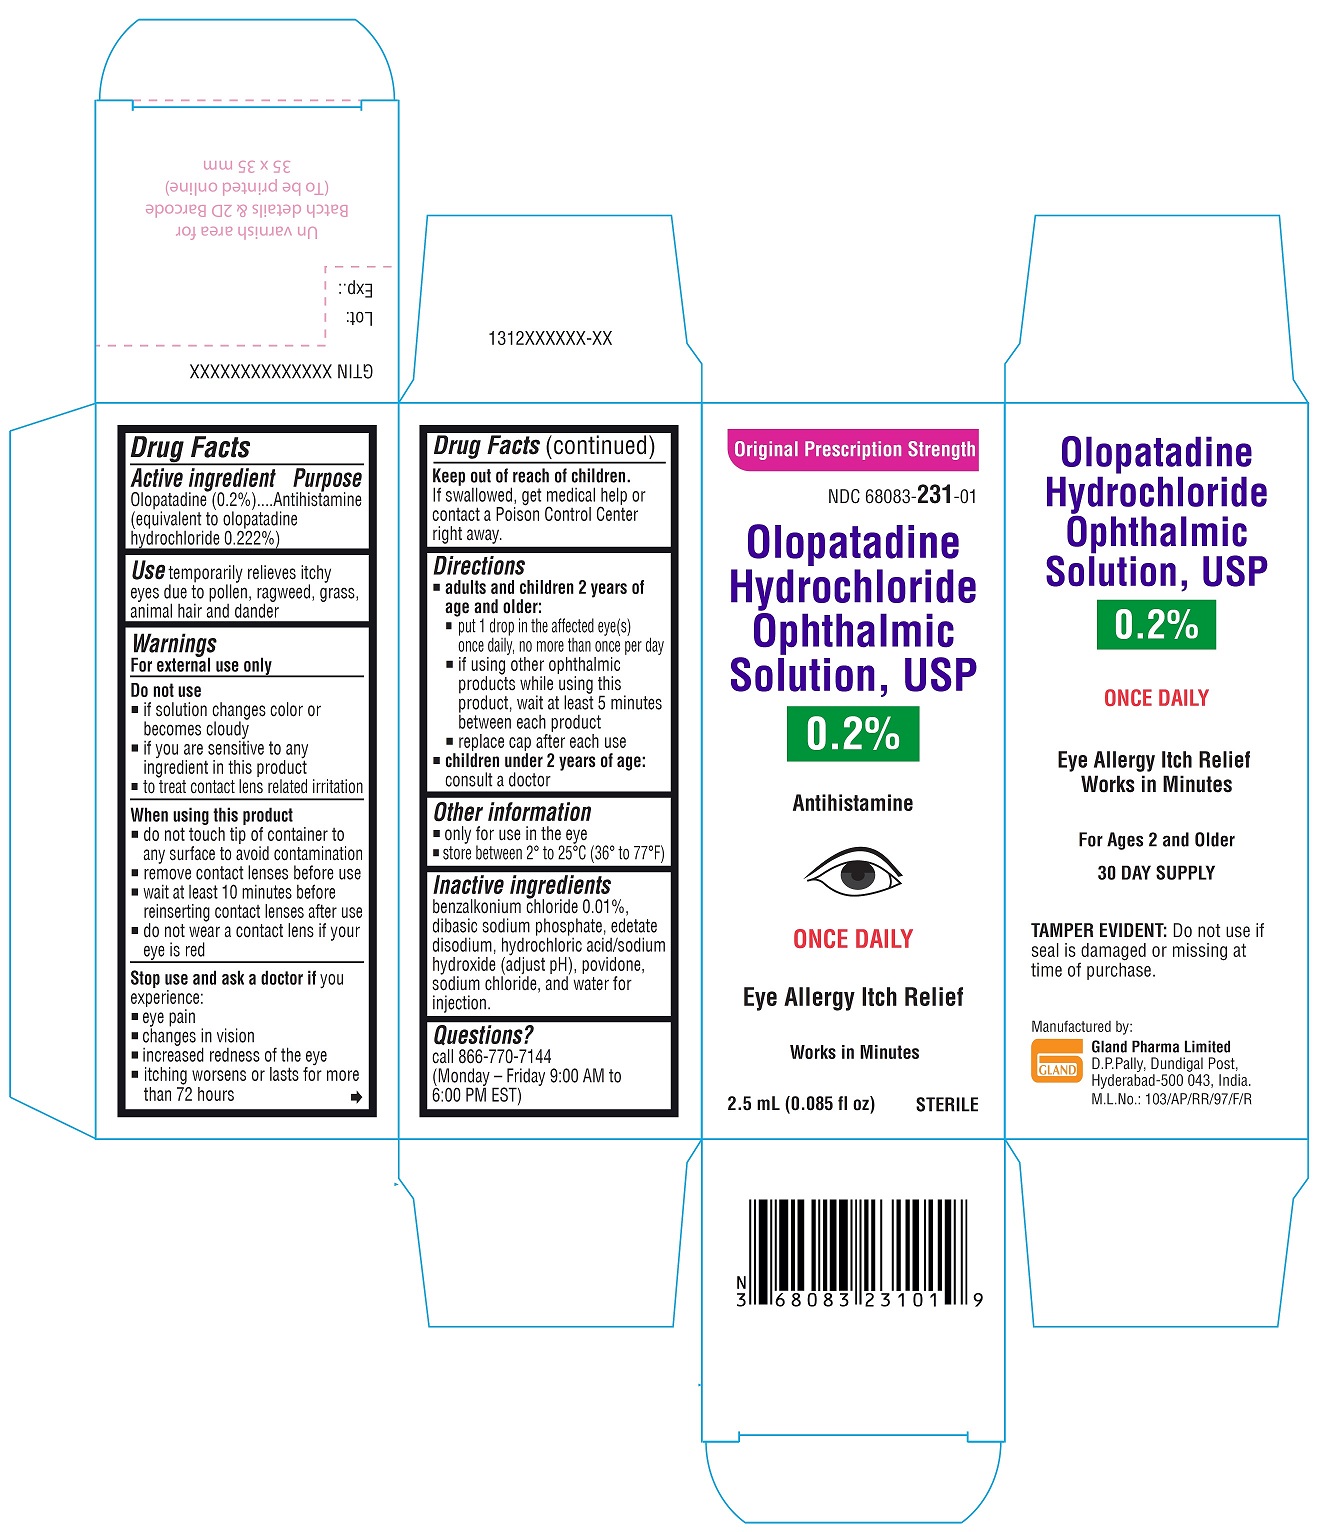 Un varnish area for
Batch details & 2D Barcode
(To be printed online)
35 x 35 mm
GTIN XXXXXXXXXXXXXX
Lot:
Exp.:
1312XXXXXX-XX
Drug Facts
Active ingredient Purpose
Olopatadine (0.2%)....Antihistamine
(equivalent to olopatadine
hydrochloride 0.222%)
Use temporarily relieves itchy
eyes due to pollen, ragweed, grass,
animal hair and dander
Warnings
For external use only
Do not use
▪ if solution changes color or
becomes cloudy
▪ if you are sensitive to any
ingredient in this product
▪ to treat contact lens related irritation
When using this product
▪ do not touch tip of container to
any surface to avoid contamination
▪ remove contact lenses before use
▪ wait at least 10 minutes before
reinserting contact lenses after use
▪ do not wear a contact lens if your
eye is red
Stop use and ask a doctor if you
experience:
▪ eye pain
▪ changes in vision
▪ increased redness of the eye
▪ itching worsens or lasts for more
than 72 hours
Drug Facts (continued)
Keep out of reach of children.
If swallowed, get medical help or
contact a Poison Control Center
right away.
Directions
▪ adults and children 2 years of
age and older:
▪ put 1 drop in the affected eye(s)
once daily, no more than once per day
▪ if using other ophthalmic
products while using this
product, wait at least 5 minutes
between each product
▪ replace cap after each use
▪ children under 2 years of age:
consult a doctor
Other information
▪ only for use in the eye
▪ store between 2° to 25°C (36° to 77°F)
Inactive ingredients
benzalkonium chloride 0.01%,
dibasic sodium phosphate, edetate
disodium, hydrochloric acid/sodium
hydroxide (adjust pH), povidone,
sodium chloride, and water for
injection.
Questions?
call 866-770-7144
(Monday – Friday 9:00 AM to
6:00 PM EST)
Original Prescription Strength
NDC 68083-231-01
Olopatadine
Hydrochloride
Ophthalmic
Solution, USP
0.2%
Antihistamine
ONCE DAILY
Eye Allergy Itch Relief
Works in Minutes
2.5 mL (0.085 fl oz) STERILE
N
3 68083 23101 9
Olopatadine
Hydrochloride
Ophthalmic
Solution, USP
0.2%
ONCE DAILY
Eye Allergy Itch Relief
Works in Minutes
For Ages 2 and Older
30 DAY SUPPLY
TAMPER EVIDENT: Do not use if
seal is damaged or missing at
time of purchase.
Manufactured by:
GLAND
Gland Pharma Limited
D.P.Pally, Dundigal Post,
Hyderabad-500 043, India.
M.L.No.: 103/AP/RR/97/F/R